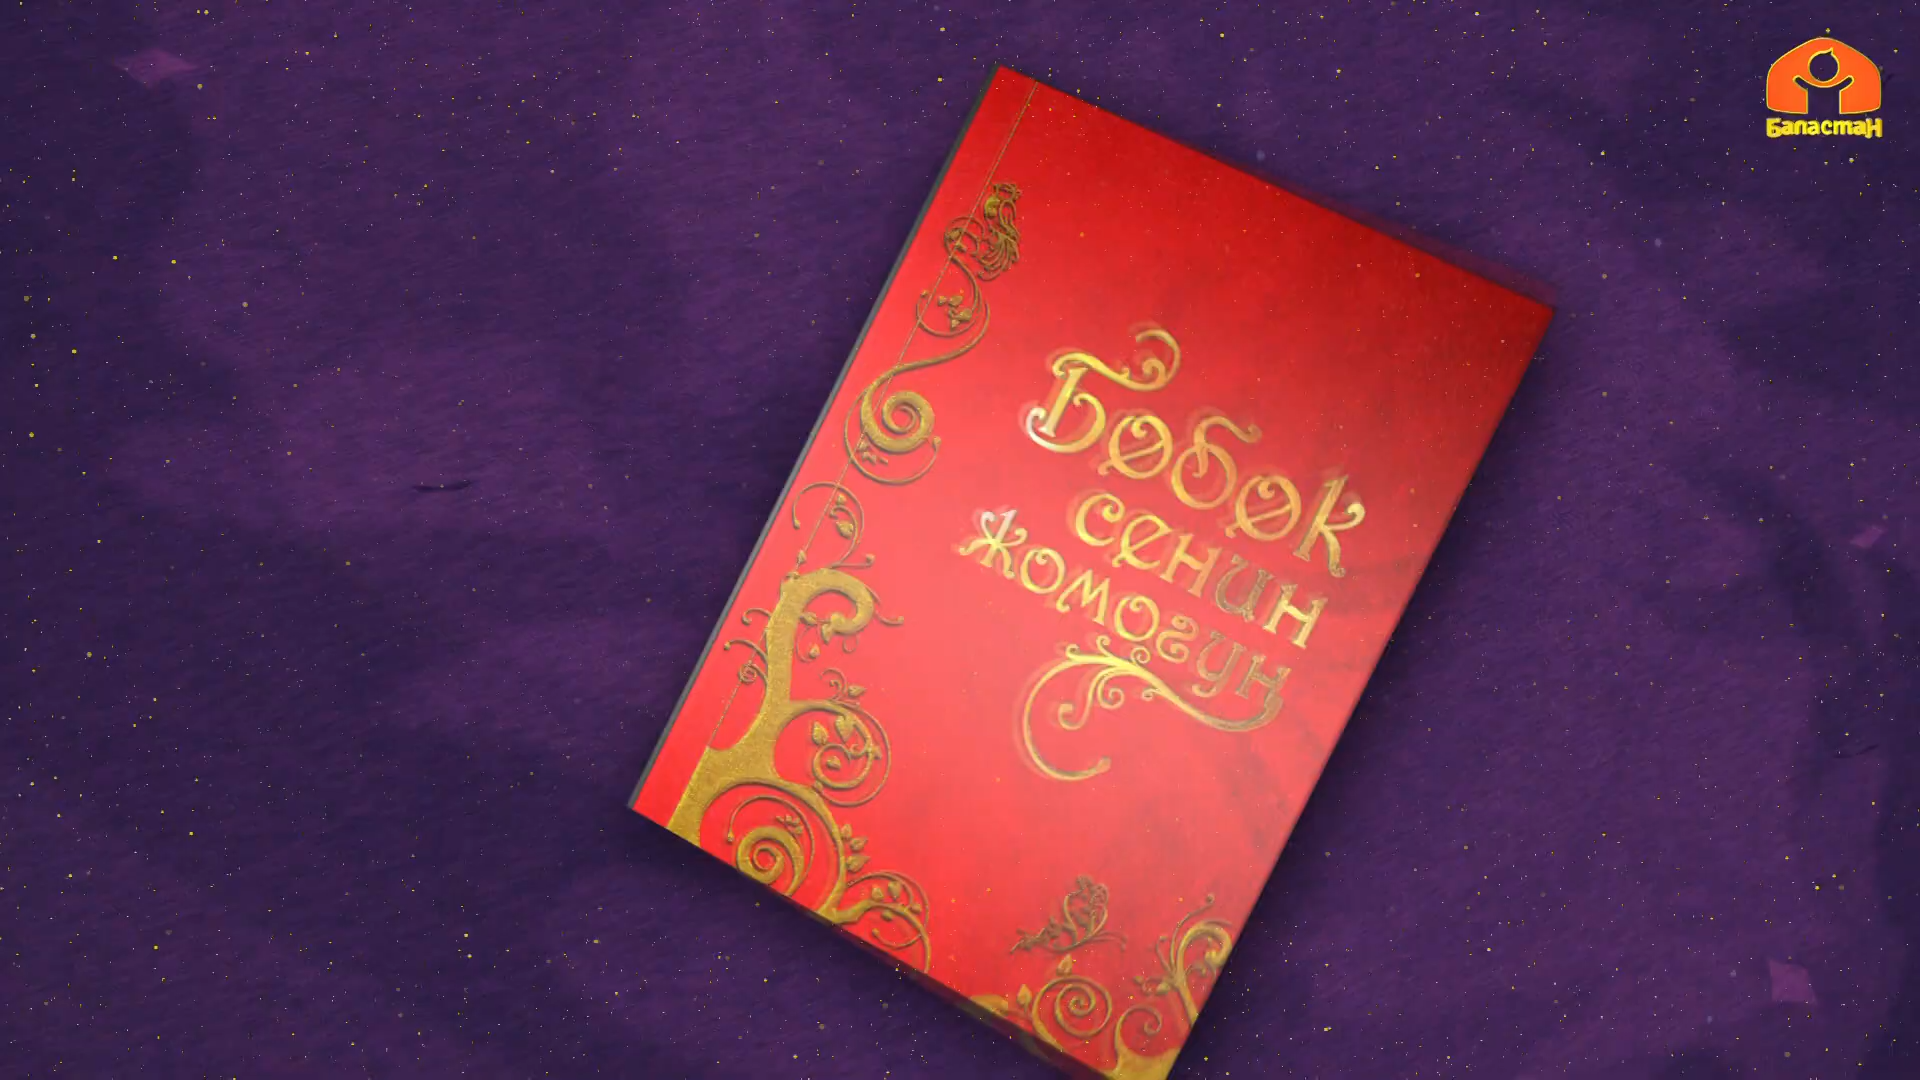 Бобок
сенин
жомогун
Баластан